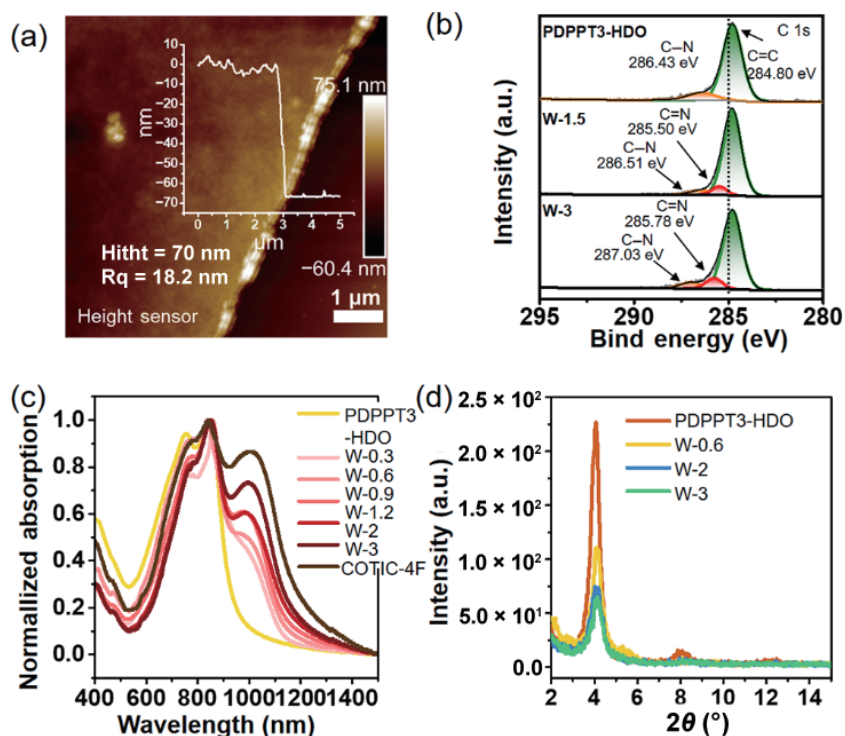 (a)
10
0
−10
−20
−30
−40
−50
−60
−70
nm
0 1 2 3 4 5
μm
75.1 nm
−60.4 nm
Hitht = 70 nm
Rq = 18.2 nm
Height sensor
1 μm
(b)
PDPPT3-HDO
C 1s
C−N
286.43 eV
C=C
284.80 eV
W-1.5
C=N
285.50 eV
C−N
286.51 eV
W-3
C=N
285.78 eV
C−N
287.03 eV
Intensity (a.u.)
295 290 285 280
Bind energy (eV)
(c)
Normallized absorption
1.0
0.8
0.6
0.4
0.2
0.0
PDPPT3
-HDO
W-0.3
W-0.6
W-0.9
W-1.2
W-2
W-3
COTIC-4F
400 600 800 1000 1200 1400
Wavelength (nm)
(d)
Intensity (a.u.)
2.5 × 10²
2.0 × 10²
1.5 × 10²
1.0 × 10²
5.0 × 10¹
0.0
PDPPT3-HDO
W-0.6
W-2
W-3
2 4 6 8 10 12 14
2θ (°)